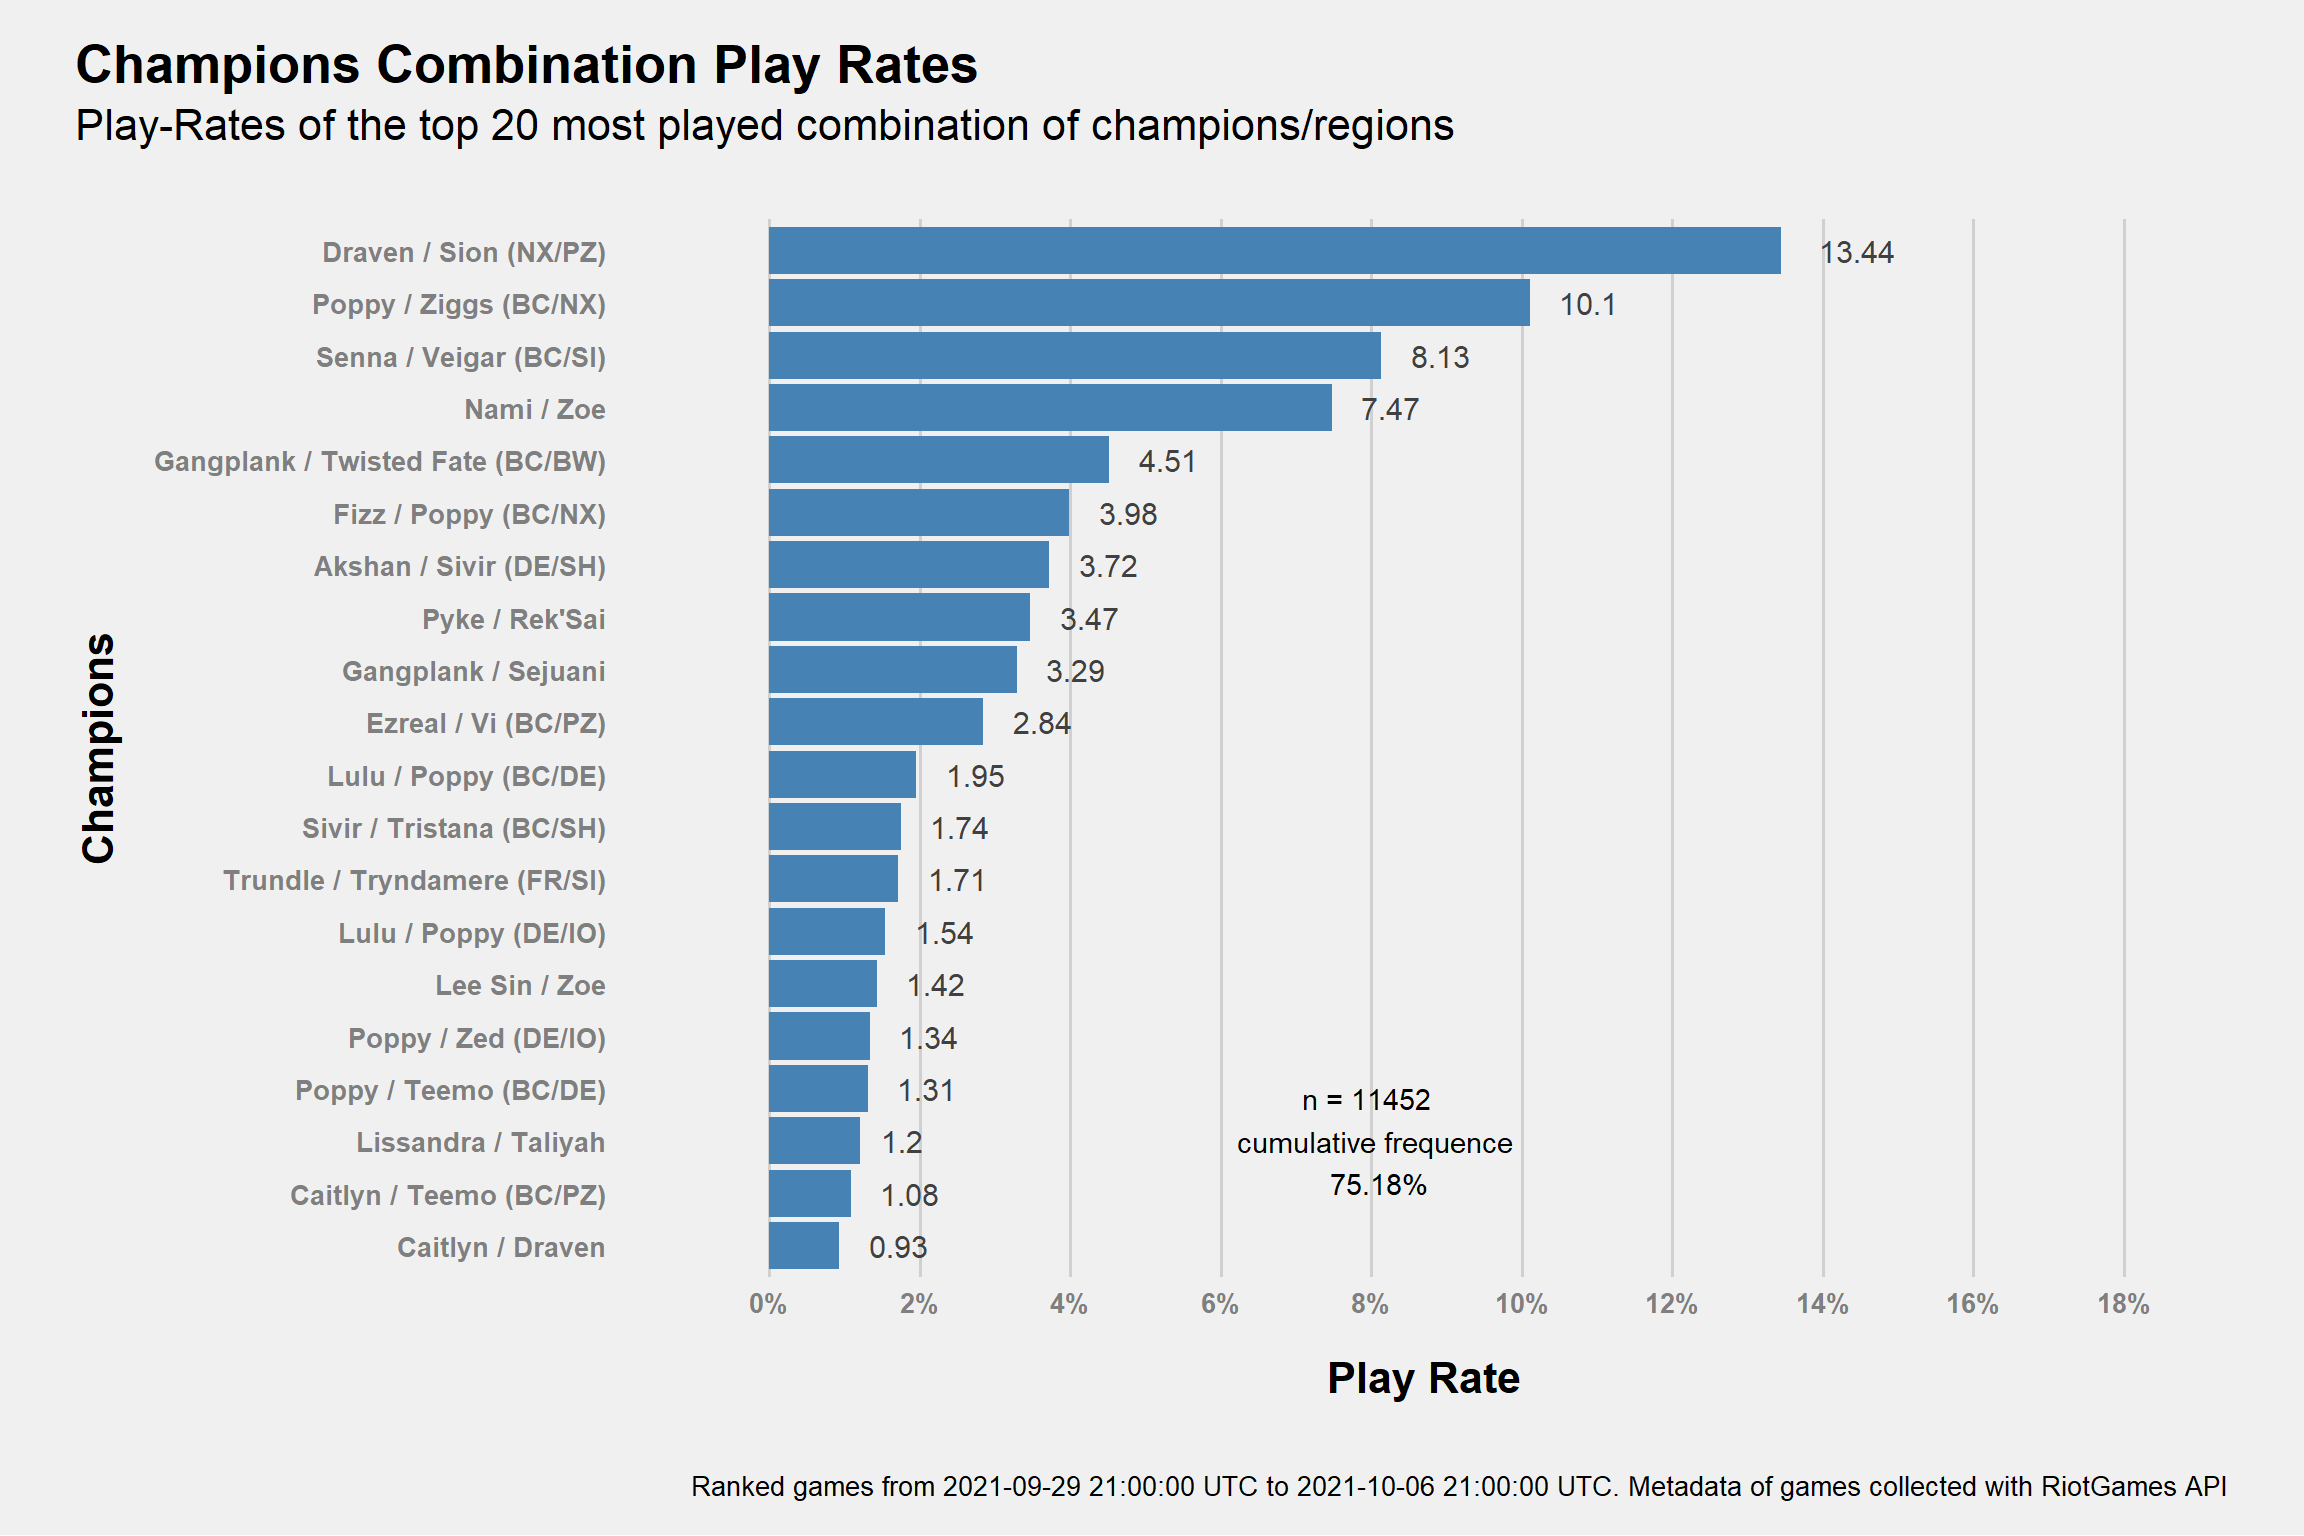 Champions Combination Play Rates
Play-Rates of the top 20 most played combination of champions/regions
Champions
Draven / Sion (NX/PZ) 13.44
Poppy / Ziggs (BC/NX) 10.1
Senna / Veigar (BC/SI) 8.13
Nami / Zoe 7.47
Gangplank / Twisted Fate (BC/BW) 4.51
Fizz / Poppy (BC/NX) 3.98
Akshan / Sivir (DE/SH) 3.72
Pyke / Rek'Sai 3.47
Gangplank / Sejuani 3.29
Ezreal / Vi (BC/PZ) 2.84
Lulu / Poppy (BC/DE) 1.95
Sivir / Tristana (BC/SH) 1.74
Trundle / Tryndamere (FR/SI) 1.71
Lulu / Poppy (DE/IO) 1.54
Lee Sin / Zoe 1.42
Poppy / Zed (DE/IO) 1.34
Poppy / Teemo (BC/DE) 1.31
Lissandra / Taliyah 1.2
Caitlyn / Teemo (BC/PZ) 1.08
Caitlyn / Draven 0.93
n = 11452
cumulative frequence
75.18%
0% 2% 4% 6% 8% 10% 12% 14% 16% 18%
Play Rate
Ranked games from 2021-09-29 21:00:00 UTC to 2021-10-06 21:00:00 UTC. Metadata of games collected with RiotGames API